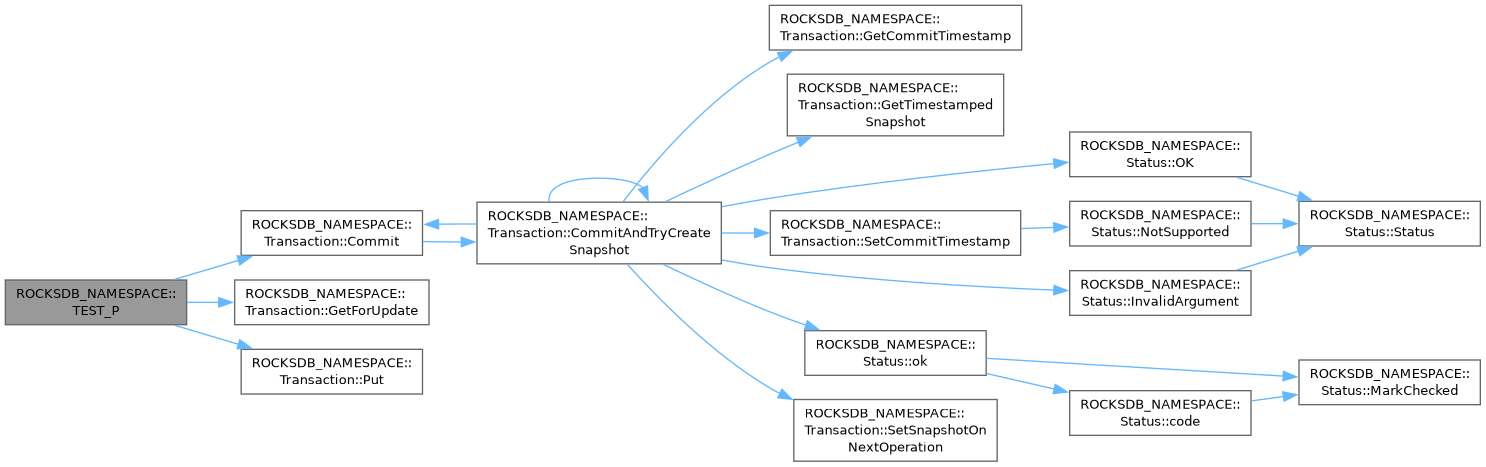 ROCKSDB_NAMESPACE::
TEST_P
ROCKSDB_NAMESPACE::
Transaction::Commit
ROCKSDB_NAMESPACE::
Transaction::GetForUpdate
ROCKSDB_NAMESPACE::
Transaction::Put
ROCKSDB_NAMESPACE::
Transaction::CommitAndTryCreate
Snapshot
ROCKSDB_NAMESPACE::
Transaction::GetCommitTimestamp
ROCKSDB_NAMESPACE::
Transaction::GetTimestamped
Snapshot
ROCKSDB_NAMESPACE::
Transaction::SetCommitTimestamp
ROCKSDB_NAMESPACE::
Status::ok
ROCKSDB_NAMESPACE::
Transaction::SetSnapshotOn
NextOperation
ROCKSDB_NAMESPACE::
Status::OK
ROCKSDB_NAMESPACE::
Status::NotSupported
ROCKSDB_NAMESPACE::
Status::InvalidArgument
ROCKSDB_NAMESPACE::
Status::code
ROCKSDB_NAMESPACE::
Status::Status
ROCKSDB_NAMESPACE::
Status::MarkChecked